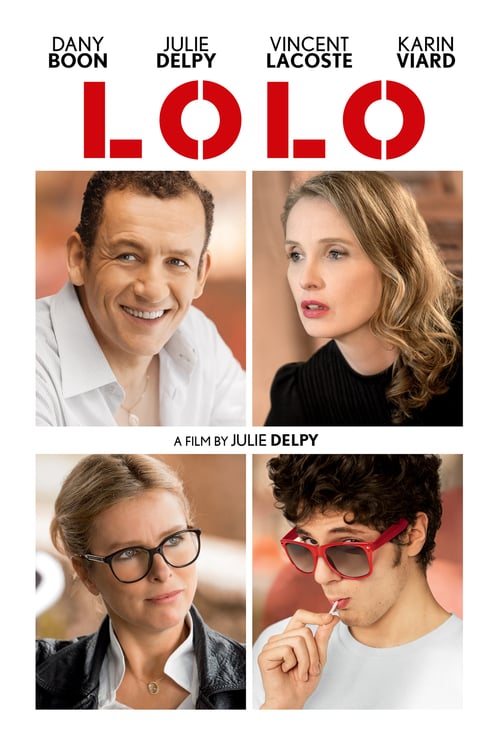 DANY BOON
JULIE DELPY
VINCENT LACOSTE
KARIN VIARD
LOLO
A FILM BY JULIE DELPY